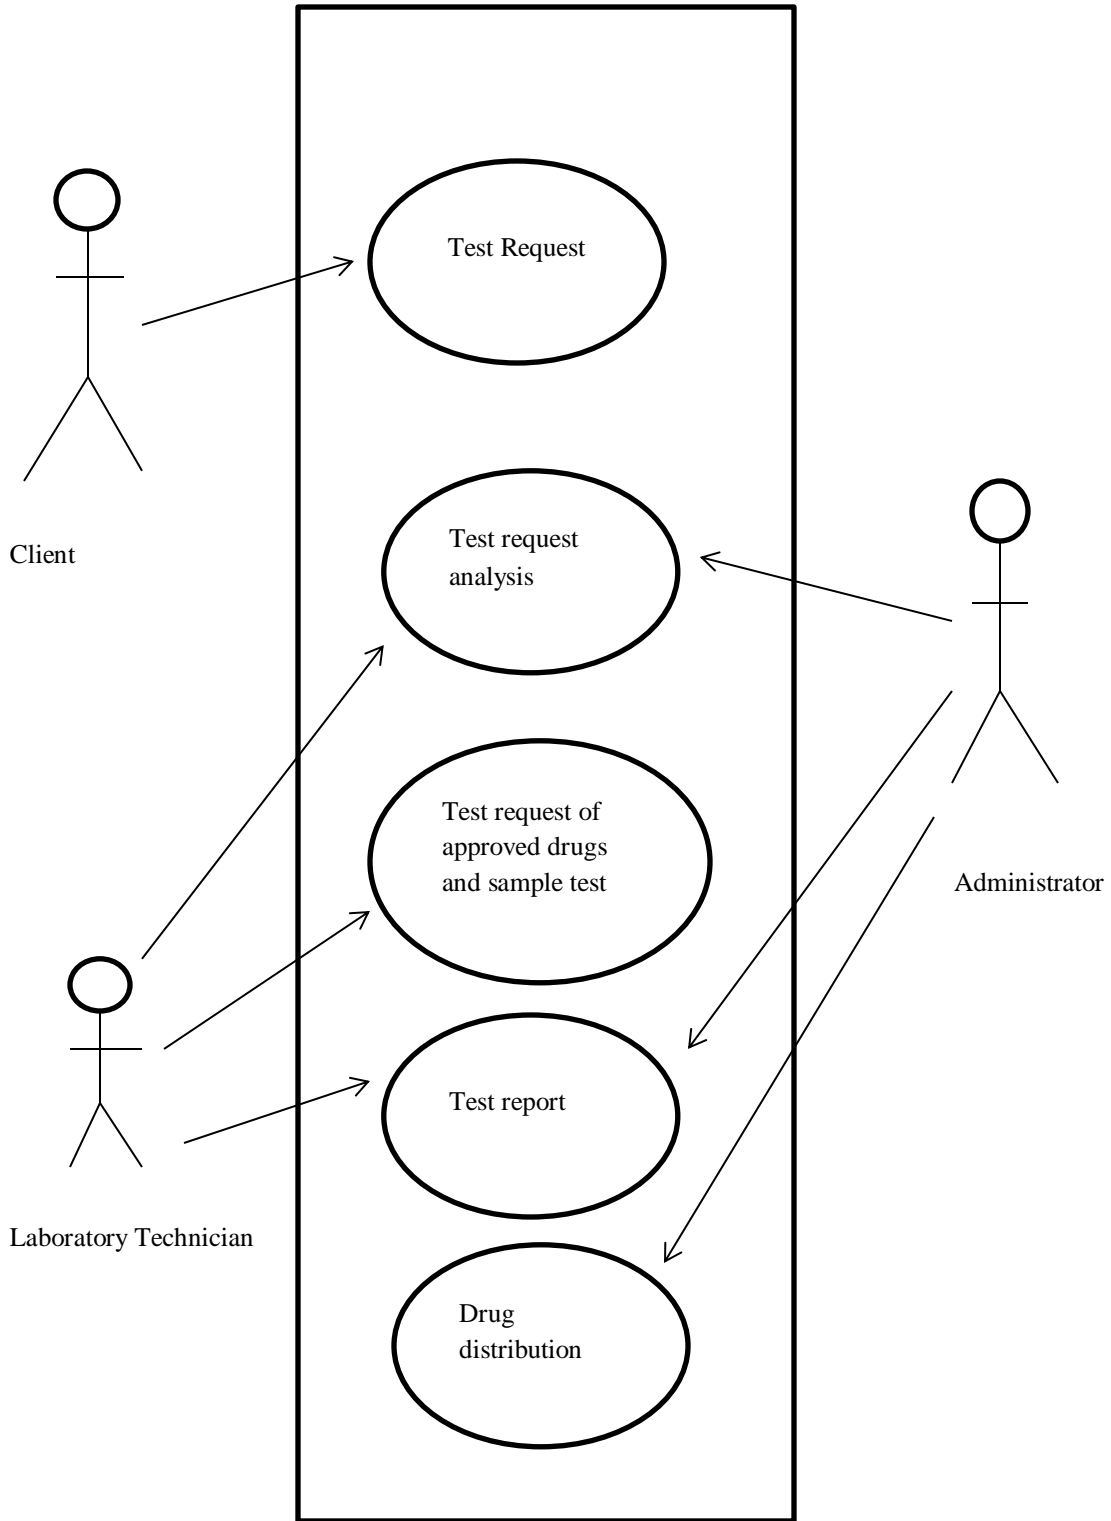 Test Request
Client
Test request
analysis
Test request of
approved drugs
and sample test
Administrator
Test report
Laboratory Technician
Drug
distribution